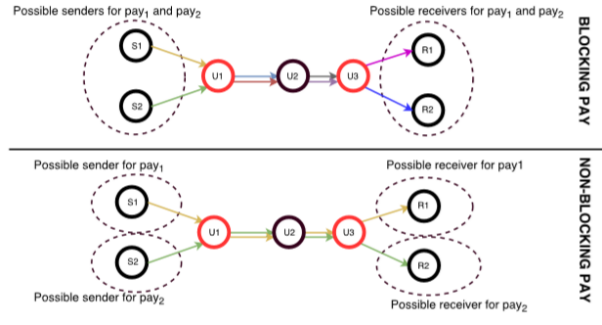 Possible senders for pay₁ and pay₂
Possible receivers for pay₁ and pay₂
S1
R1
U1
U2
U3
S2
R2
BLOCKING PAY
Possible sender for pay₁
Possible receiver for pay1
S1
R1
U1
U2
U3
S2
R2
Possible sender for pay₂
Possible receiver for pay₂
NON-BLOCKING PAY